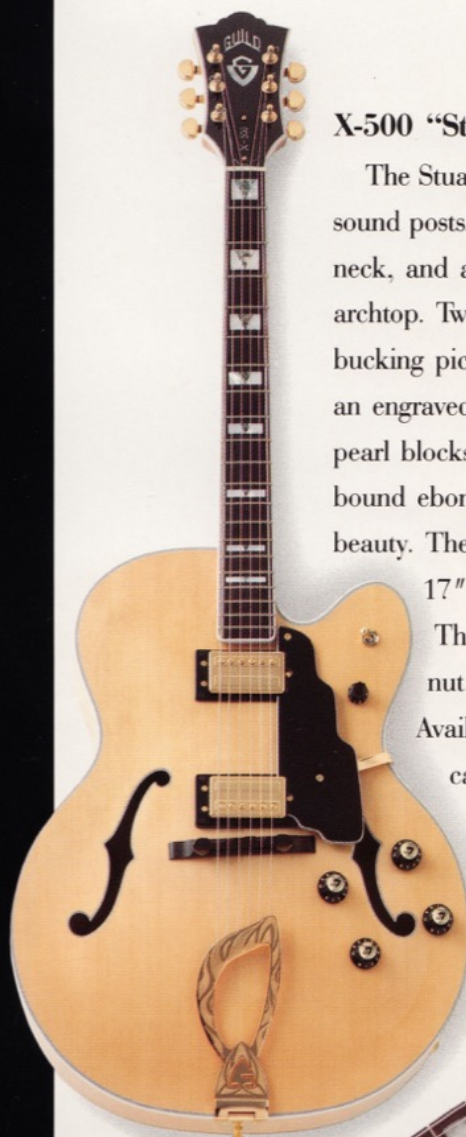 GUILD
G
X-500
X-500 “St
The Stua
sound posts
neck, and a
archtop. Tw
bucking pic
an engraved
pearl blocks
bound ebon
beauty. The
17"
Th
nut
Avail
ca
G